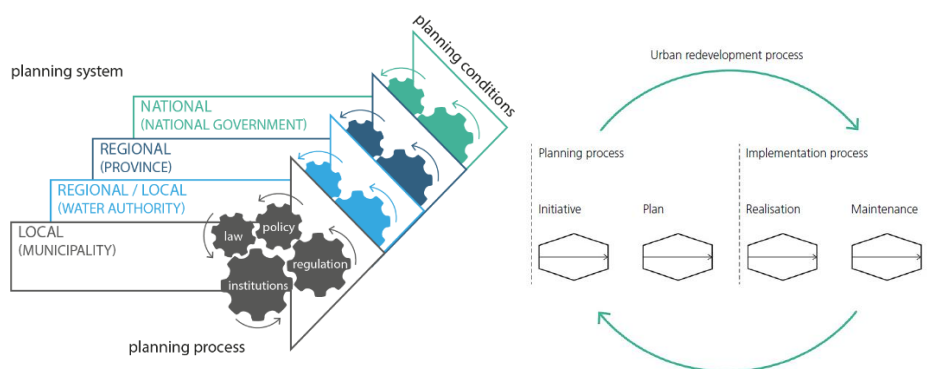 planning system
planning conditions
NATIONAL
(NATIONAL GOVERNMENT)
REGIONAL
(PROVINCE)
REGIONAL / LOCAL
(WATER AUTHORITY)
LOCAL
(MUNICIPALITY)
law
policy
regulation
institutions
planning process
Urban redevelopment process
Planning process
Implementation process
Initiative
Plan
Realisation
Maintenance